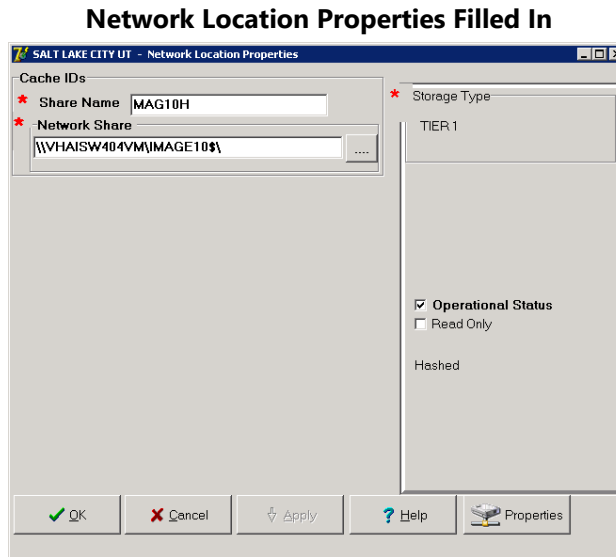 Network Location Properties Filled In
SALT LAKE CITY UT - Network Location Properties
Cache IDs
* Share Name MAG10H
* Network Share
\\VHAISW404VM\IMAGE10$\
....
* Storage Type
TIER 1
Operational Status
Read Only
Hashed
OK
Cancel
Apply
? Help
Properties